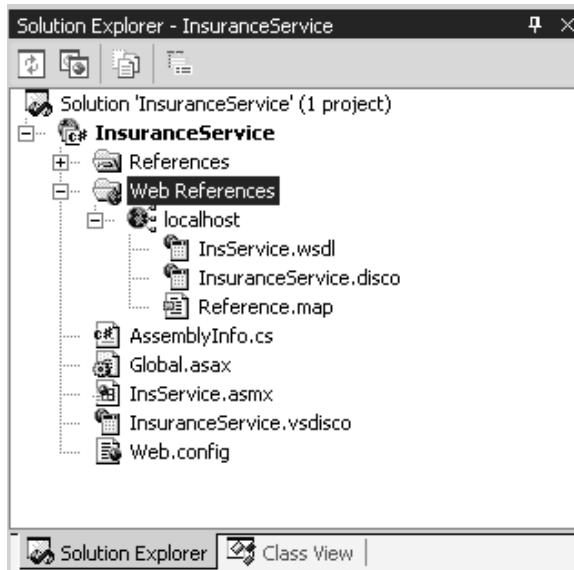 Solution Explorer - InsuranceService
Solution 'InsuranceService' (1 project)
InsuranceService
References
Web References
localhost
InsService.wsdl
InsuranceService.disco
Reference.map
AssemblyInfo.cs
Global.asax
InsService.asmx
InsuranceService.vsdisco
Web.config
Solution Explorer Class View